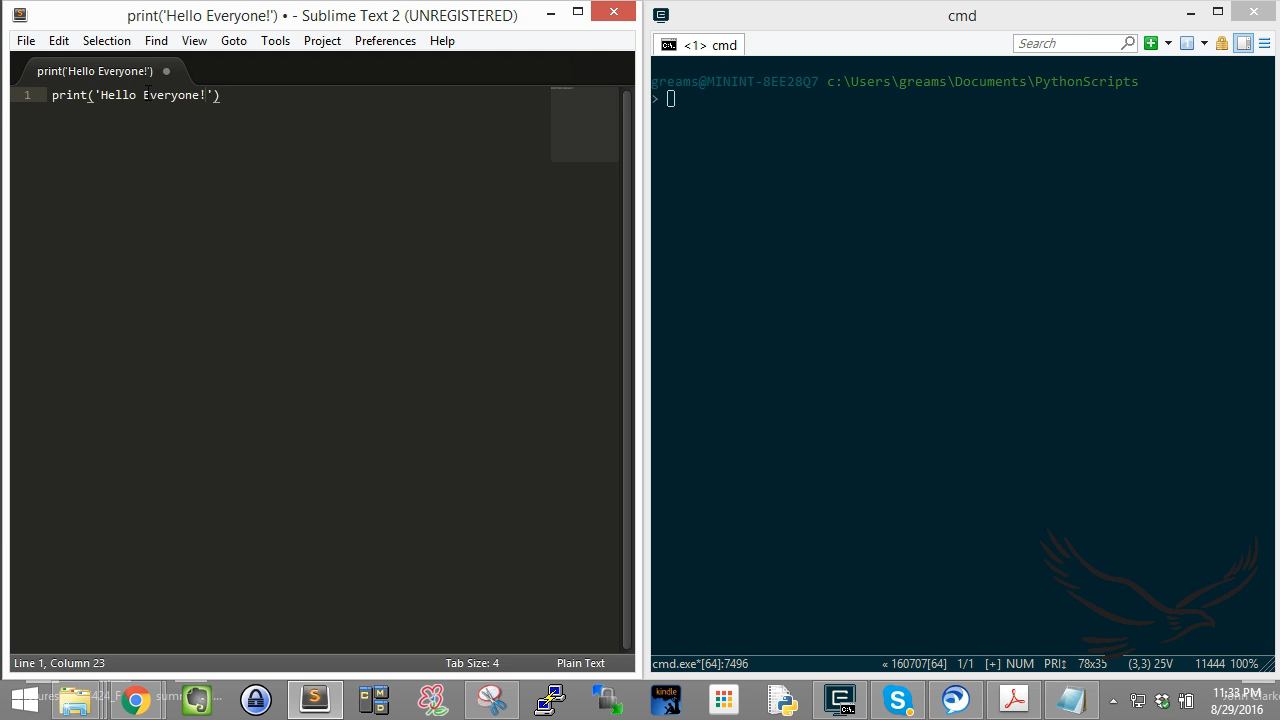 print('Hello Everyone!') • - Sublime Text 2 (UNREGISTERED)
File Edit Selection Find View Goto Tools Project Preferences Help
print('Hello Everyone!')
1 print('Hello Everyone!')
Line 1, Column 23 Tab Size: 4 Plain Text
cmd
<1> cmd Search
greams@MININT-8EE28Q7 c:\Users\greams\Documents\PythonScripts
>
cmd.exe*[64]:7496 « 160707[64] 1/1 [+] NUM PRI↕ 78x35 (3,3) 25V 11444 100%
kindle
11:33 PM
8/29/2016